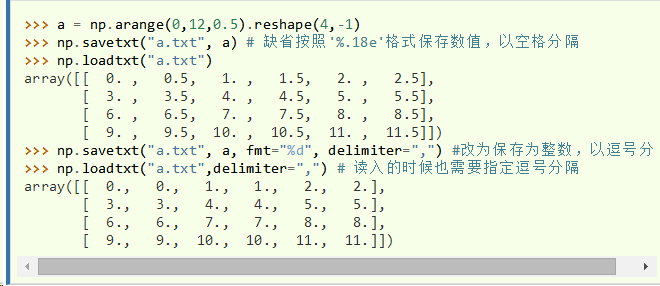 >>> a = np.arange(0,12,0.5).reshape(4,-1)
>>> np.savetxt("a.txt", a) # 缺省按照'%.18e'格式保存数值，以空格分隔
>>> np.loadtxt("a.txt")
array([[  0. ,   0.5,   1. ,   1.5,   2. ,   2.5],
       [  3. ,   3.5,   4. ,   4.5,   5. ,   5.5],
       [  6. ,   6.5,   7. ,   7.5,   8. ,   8.5],
       [  9. ,   9.5,  10. ,  10.5,  11. ,  11.5]])
>>> np.savetxt("a.txt", a, fmt="%d", delimiter=",") #改为保存为整数，以逗号分
>>> np.loadtxt("a.txt",delimiter=",") # 读入的时候也需要指定逗号分隔
array([[  0.,   0.,   1.,   1.,   2.,   2.],
       [  3.,   3.,   4.,   4.,   5.,   5.],
       [  6.,   6.,   7.,   7.,   8.,   8.],
       [  9.,   9.,  10.,  10.,  11.,  11.]])